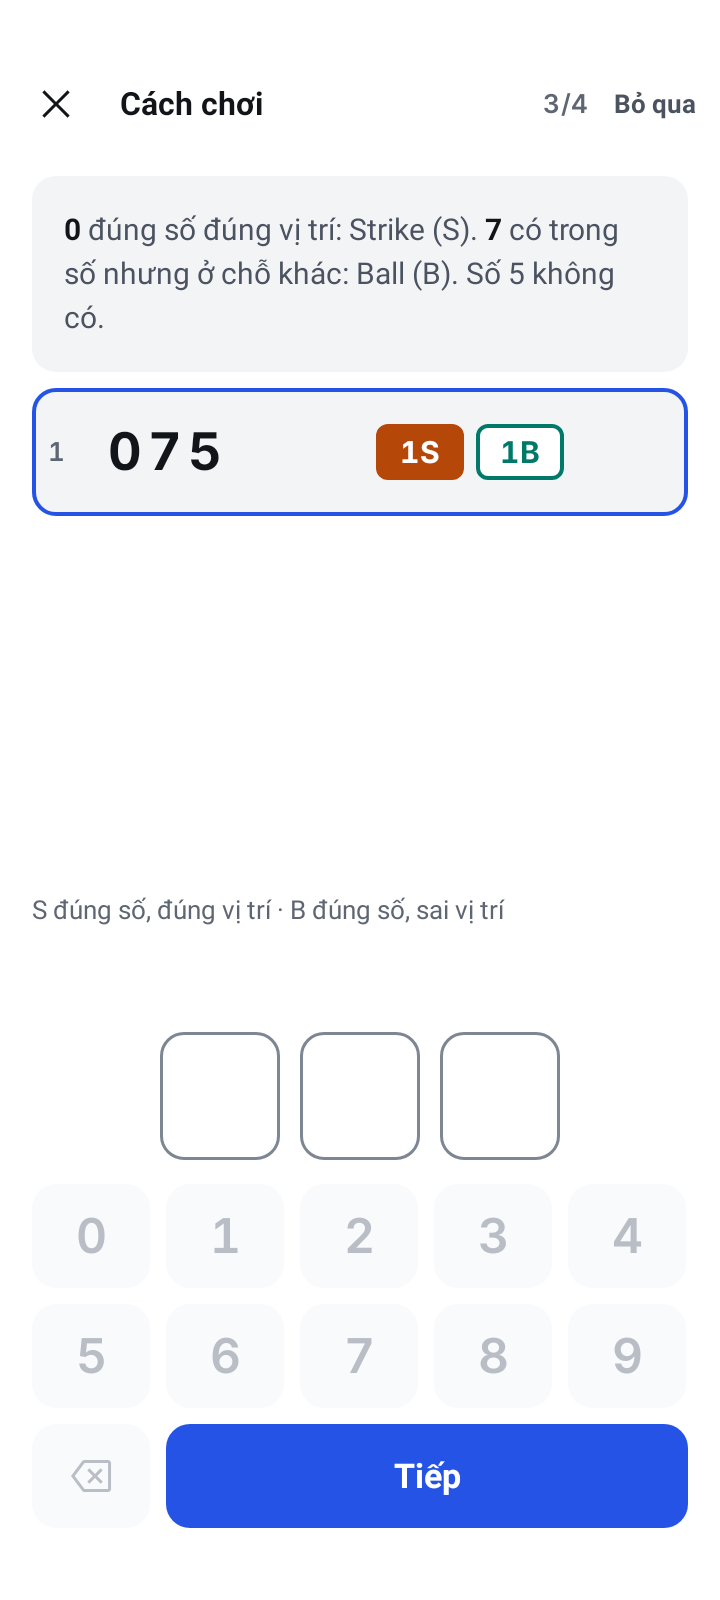 Cách chơi 3/4 Bỏ qua
0 đúng số đúng vị trí: Strike (S). 7 có trong
số nhưng ở chỗ khác: Ball (B). Số 5 không
có.
1 075 1S 1B
S đúng số, đúng vị trí · B đúng số, sai vị trí
0 1 2 3 4
5 6 7 8 9
Tiếp